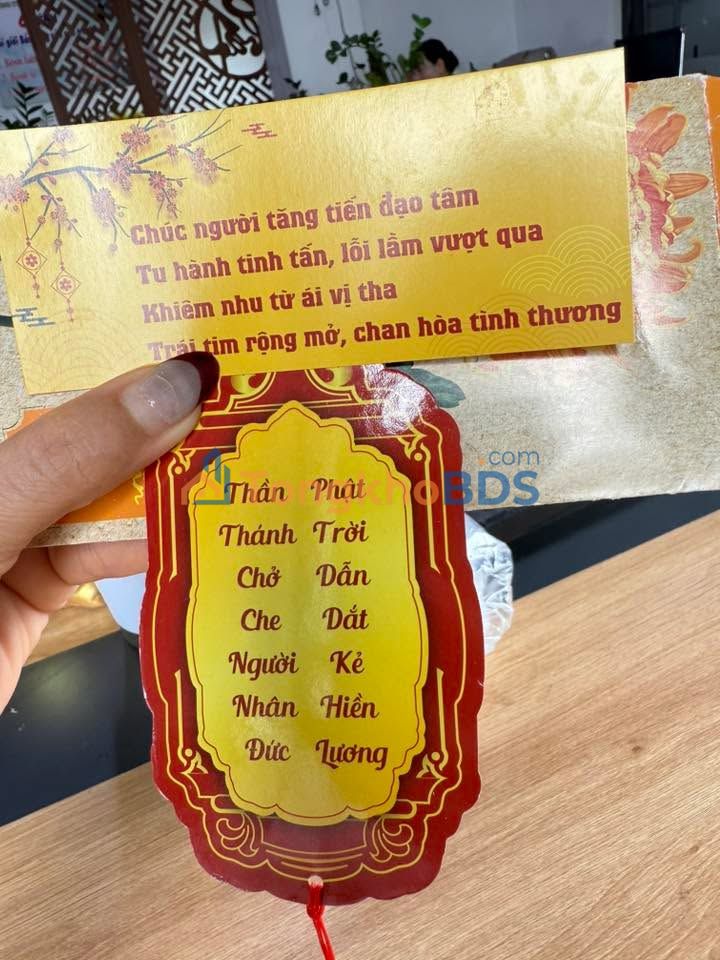 Chúc người tăng tiến đạo tâm
Tu hành tinh tấn, lỗi lầm vượt qua
Khiêm nhu từ ái vị tha
Trái tim rộng mở, chan hòa tình thương
TongkhoBDS
.com
Thần Phật
Thánh Trời
Chở Dẫn
Che Dắt
Người Kẻ
Nhân Hiền
Đức Lương